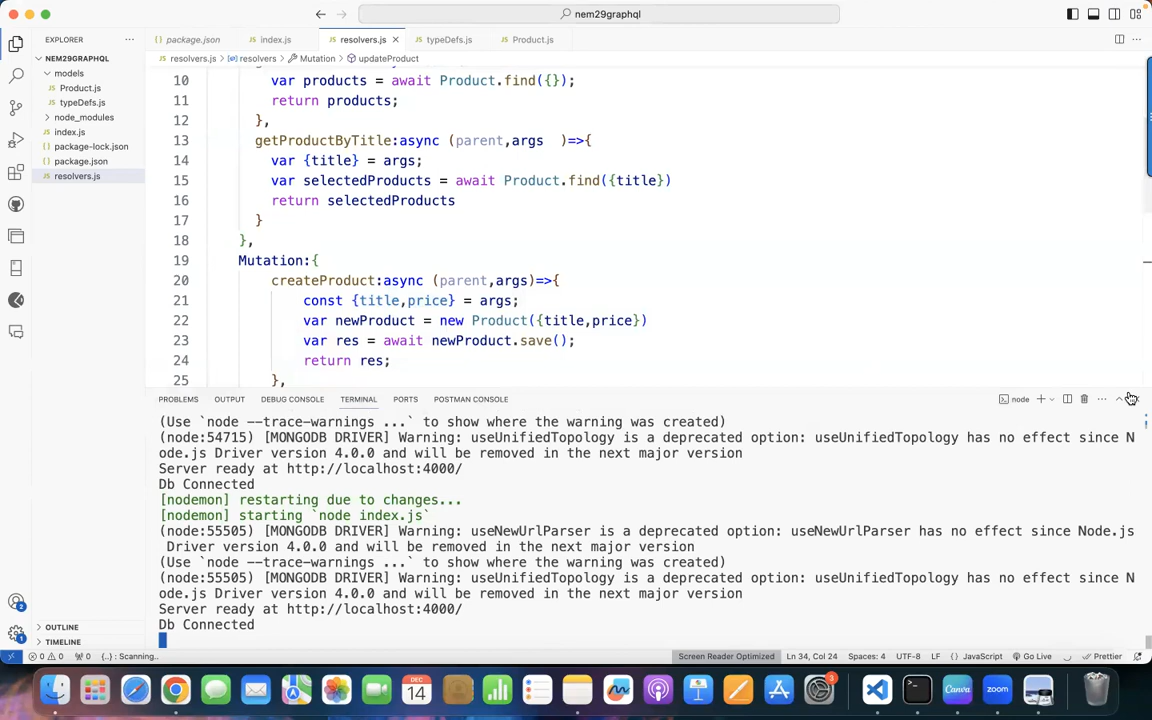 nem29graphql
EXPLORER
package.json
index.js
resolvers.js
typeDefs.js
Product.js
NEM29GRAPHQL
resolvers.js > resolvers > Mutation > updateProduct
models
Product.js
typeDefs.js
node_modules
index.js
package-lock.json
package.json
resolvers.js
10 var products = await Product.find({});
11 return products;
12 },
13 getProductByTitle:async (parent,args )=>{
14 var {title} = args;
15 var selectedProducts = await Product.find({title})
16 return selectedProducts
17 }
18 },
19 Mutation:{
20 createProduct:async (parent,args)=>{
21 const {title,price} = args;
22 var newProduct = new Product({title,price})
23 var res = await newProduct.save();
24 return res;
25 },
PROBLEMS OUTPUT DEBUG CONSOLE TERMINAL PORTS POSTMAN CONSOLE
node
(Use `node --trace-warnings ...` to show where the warning was created)
(node:54715) [MONGODB DRIVER] Warning: useUnifiedTopology is a deprecated option: useUnifiedTopology has no effect since N
ode.js Driver version 4.0.0 and will be removed in the next major version
Server ready at http://localhost:4000/
Db Connected
[nodemon] restarting due to changes...
[nodemon] starting `node index.js`
(node:55505) [MONGODB DRIVER] Warning: useNewUrlParser is a deprecated option: useNewUrlParser has no effect since Node.js
Driver version 4.0.0 and will be removed in the next major version
(Use `node --trace-warnings ...` to show where the warning was created)
(node:55505) [MONGODB DRIVER] Warning: useUnifiedTopology is a deprecated option: useUnifiedTopology has no effect since N
ode.js Driver version 4.0.0 and will be removed in the next major version
Server ready at http://localhost:4000/
Db Connected
OUTLINE
TIMELINE
0 0 0 {..} : Scanning.. Screen Reader Optimized Ln 34, Col 24 Spaces: 4 UTF-8 LF {} JavaScript Go Live Prettier
DEC
14
3
Canva
zoom